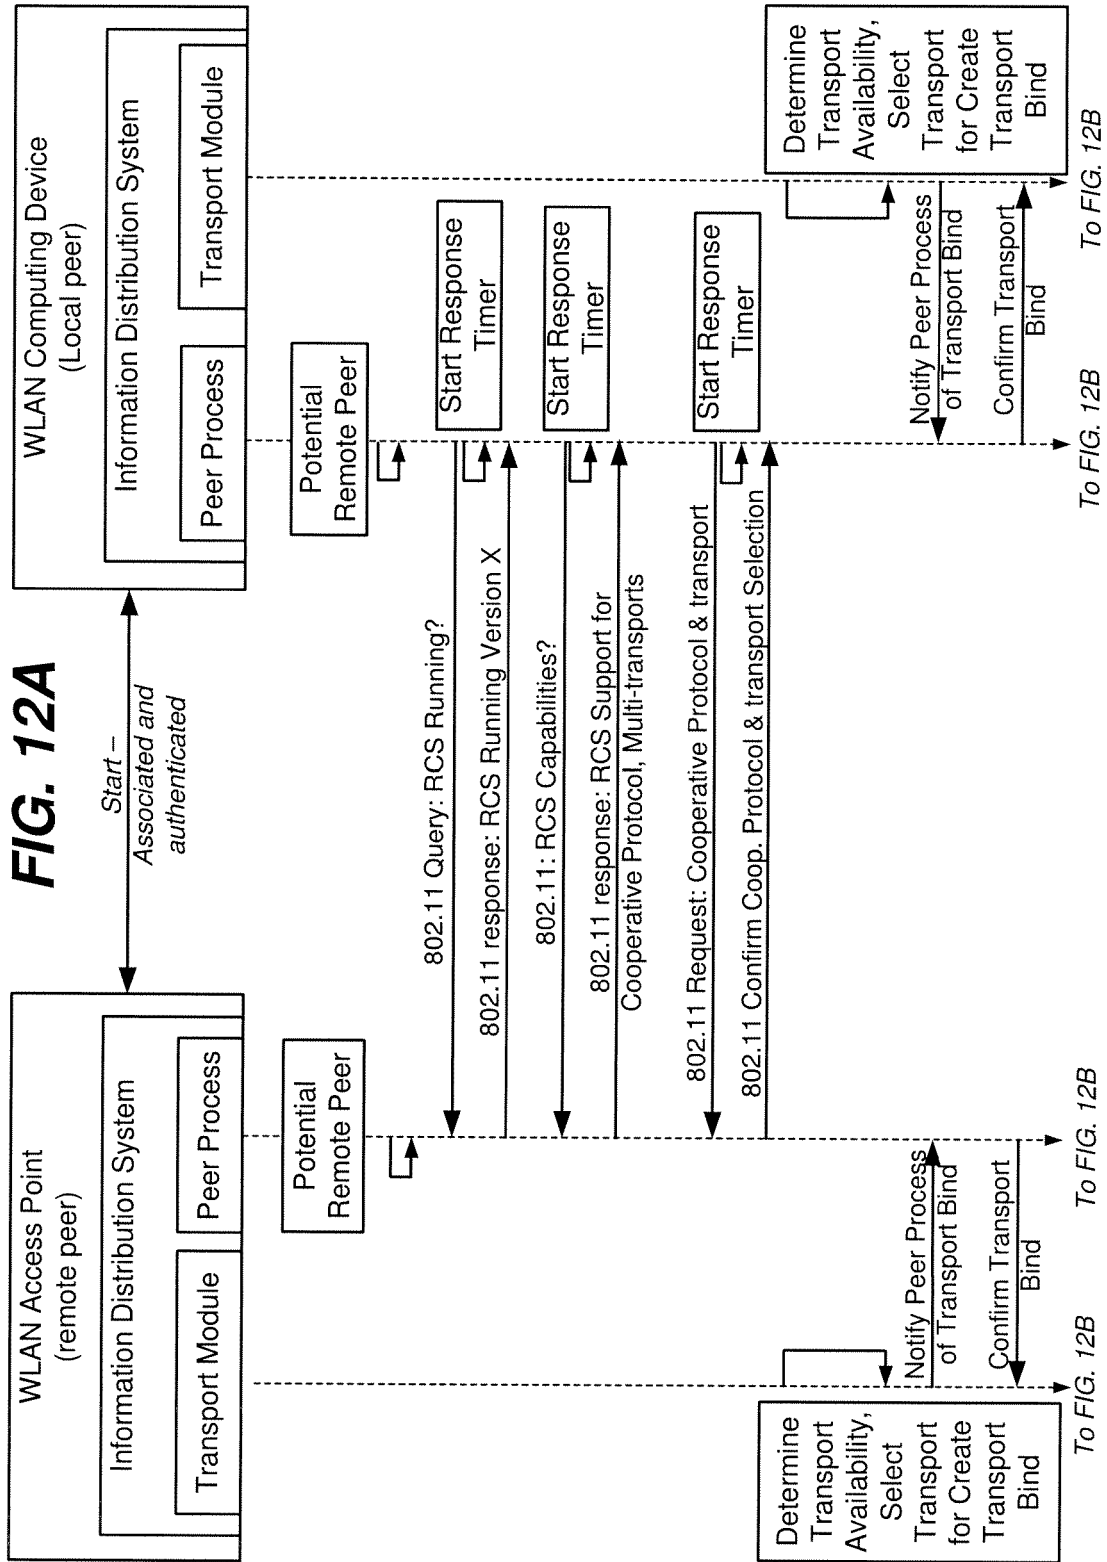 FIG. 12A
WLAN Access Point
(remote peer)
Information Distribution System
Transport Module
Peer Process
Start –
Associated and
authenticated
WLAN Computing Device
(Local peer)
Information Distribution System
Peer Process
Transport Module
Potential
Remote Peer
Potential
Remote Peer
802.11 Query: RCS Running?
Start Response
Timer
802.11 response: RCS Running Version X
802.11: RCS Capabilities?
Start Response
Timer
802.11 response: RCS Support for
Cooperative Protocol, Multi-transports
802.11 Request: Cooperative Protocol & transport
Start Response
Timer
802.11 Confirm Coop. Protocol & transport Selection
Determine
Transport
Availability,
Select
Transport
for Create
Transport
Bind
Determine
Transport
Availability,
Select
Transport
for Create
Transport
Bind
Notify Peer Process
of Transport Bind
Notify Peer Process
of Transport Bind
Confirm Transport
Bind
Confirm Transport
Bind
To FIG. 12B
To FIG. 12B
To FIG. 12B
To FIG. 12B